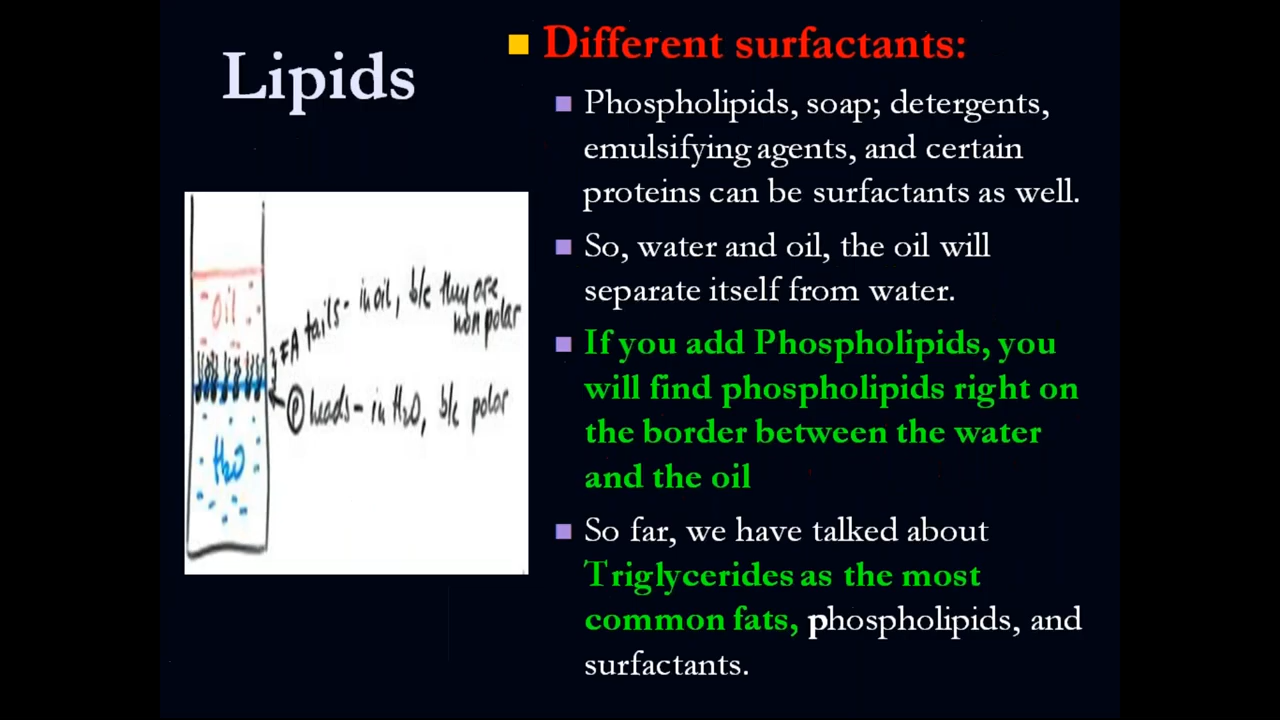 Lipids
Different surfactants:
Phospholipids, soap; detergents,
emulsifying agents, and certain
proteins can be surfactants as well.
So, water and oil, the oil will
separate itself from water.
If you add Phospholipids, you
will find phospholipids right on
the border between the water
and the oil
So far, we have talked about
Triglycerides as the most
common fats, phospholipids, and
surfactants.
Oil
FA tails - in oil, b/c they are
non polar
P heads - in H2O, b/c polar
H2O